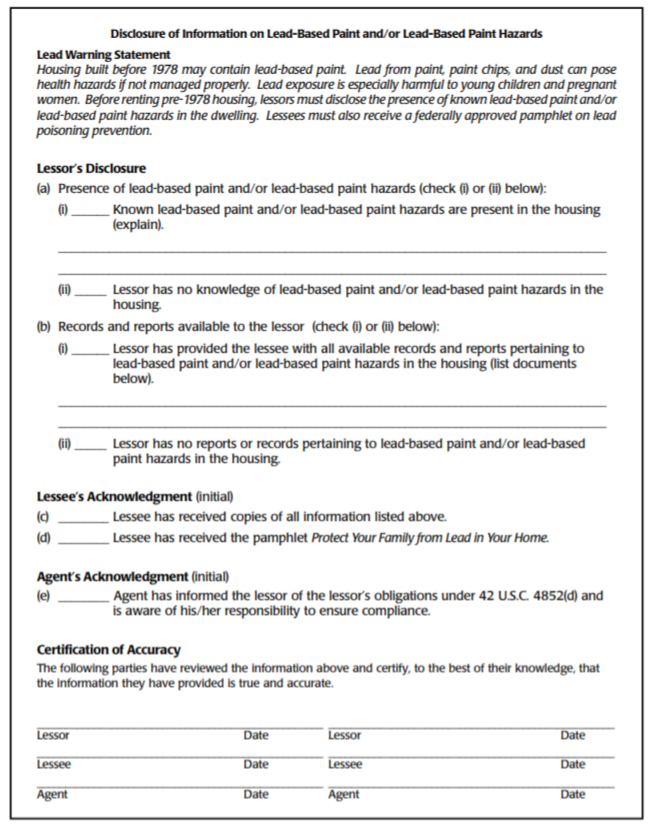 Disclosure of Information on Lead-Based Paint and/or Lead-Based Paint Hazards
Lead Warning Statement
Housing built before 1978 may contain lead-based paint. Lead from paint, paint chips, and dust can pose
health hazards if not managed properly. Lead exposure is especially harmful to young children and pregnant
women. Before renting pre-1978 housing, lessors must disclose the presence of known lead-based paint and/or
lead-based paint hazards in the dwelling. Lessees must also receive a federally approved pamphlet on lead
poisoning prevention.
Lessor's Disclosure
(a) Presence of lead-based paint and/or lead-based paint hazards (check (i) or (ii) below):
(i) ______ Known lead-based paint and/or lead-based paint hazards are present in the housing
(explain).
(ii) ______ Lessor has no knowledge of lead-based paint and/or lead-based paint hazards in the
housing.
(b) Records and reports available to the lessor (check (i) or (ii) below):
(i) ______ Lessor has provided the lessee with all available records and reports pertaining to
lead-based paint and/or lead-based paint hazards in the housing (list documents
below).
(ii) ______ Lessor has no reports or records pertaining to lead-based paint and/or lead-based
paint hazards in the housing.
Lessee's Acknowledgment (initial)
(c) ________ Lessee has received copies of all information listed above.
(d) ________ Lessee has received the pamphlet Protect Your Family from Lead in Your Home.
Agent's Acknowledgment (initial)
(e) ________ Agent has informed the lessor of the lessor's obligations under 42 U.S.C. 4852(d) and
is aware of his/her responsibility to ensure compliance.
Certification of Accuracy
The following parties have reviewed the information above and certify, to the best of their knowledge, that
the information they have provided is true and accurate.
Lessor Date Lessor Date
Lessee Date Lessee Date
Agent Date Agent Date